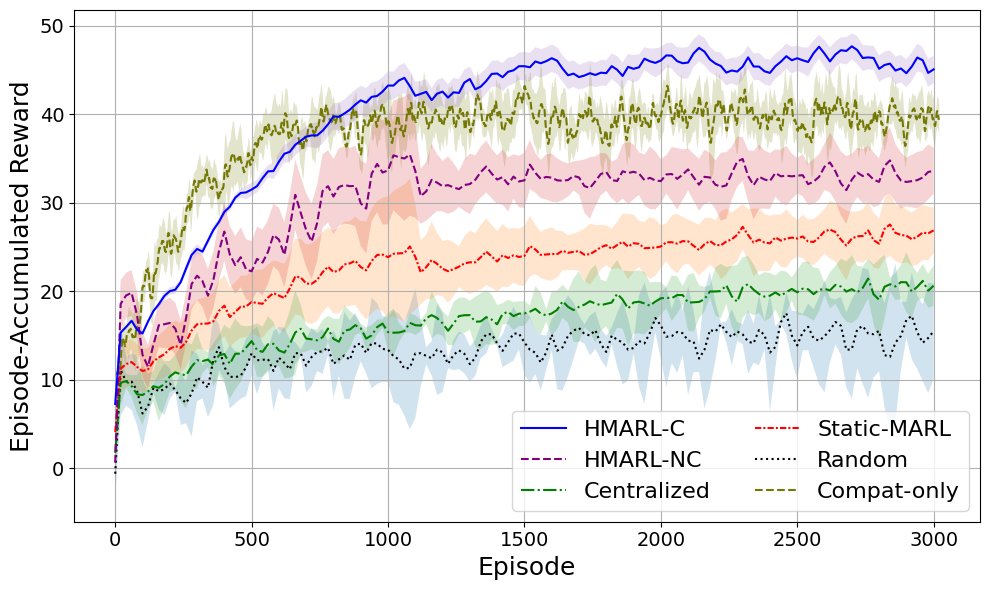 50
40
30
20
10
0
Episode-Accumulated Reward
HMARL-C
HMARL-NC
Centralized
Static-MARL
Random
Compat-only
0 500 1000 1500 2000 2500 3000
Episode